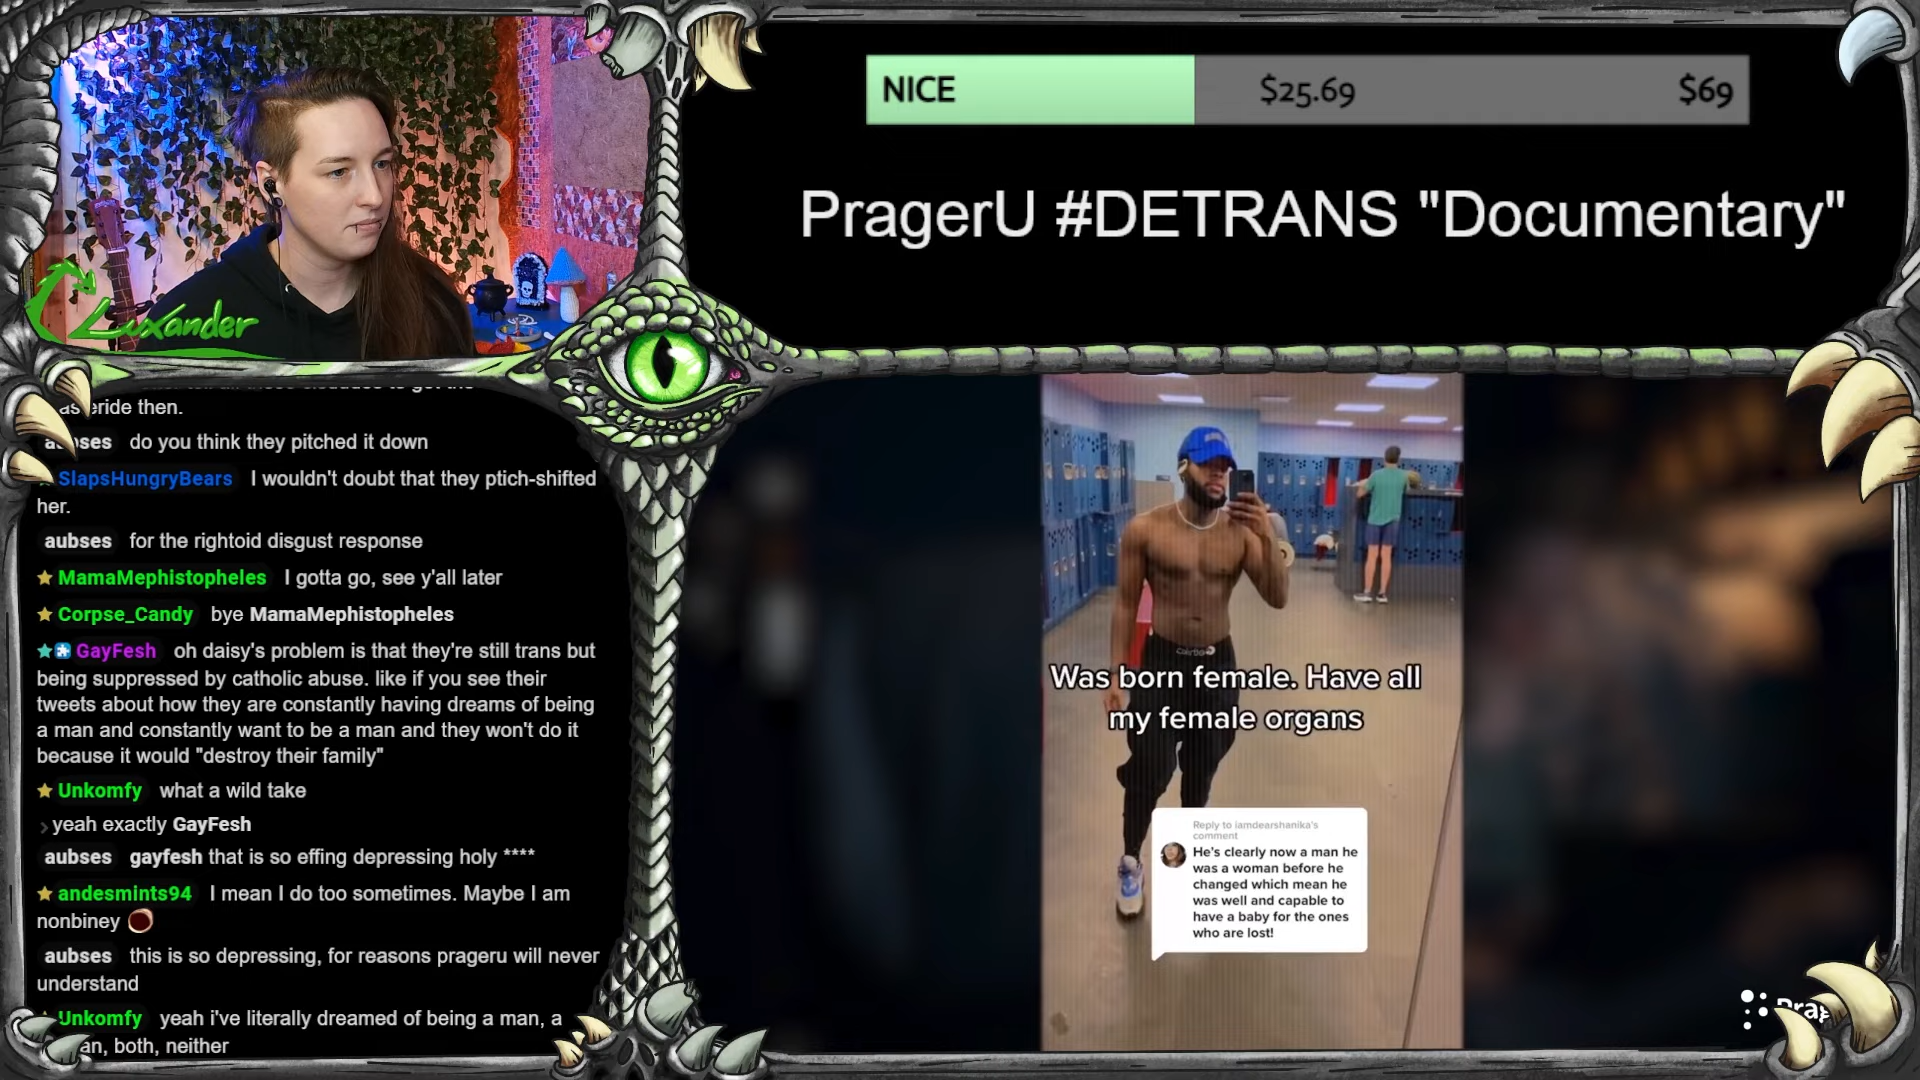 NICE $25.69 $69
PragerU #DETRANS "Documentary"
Luxander
eride then.
do you think they pitched it down
SlapsHungryBears I wouldn't doubt that they ptich-shifted
her.
aubses for the rightoid disgust response
MamaMephistopheles I gotta go, see y'all later
Corpse_Candy bye MamaMephistopheles
GayFesh oh daisy's problem is that they're still trans but
being suppressed by catholic abuse. like if you see their
tweets about how they are constantly having dreams of being
a man and constantly want to be a man and they won't do it
because it would "destroy their family"
Unkomfy what a wild take
yeah exactly GayFesh
aubses gayfesh that is so effing depressing holy ****
andesmints94 I mean I do too sometimes. Maybe I am
nonbiney
aubses this is so depressing, for reasons prageru will never
understand
Unkomfy yeah i've literally dreamed of being a man, a
an, both, neither
Was born female. Have all
my female organs
Reply to iamdearshanika's
comment
He's clearly now a man he
was a woman before he
changed which mean he
was well and capable to
have a baby for the ones
who are lost!